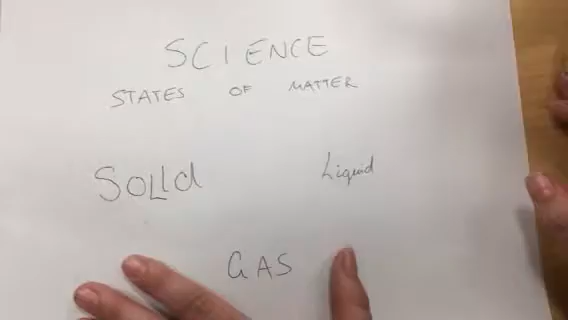 SCIENCE
STATES OF MATTER
SOLId Liquid
GAS